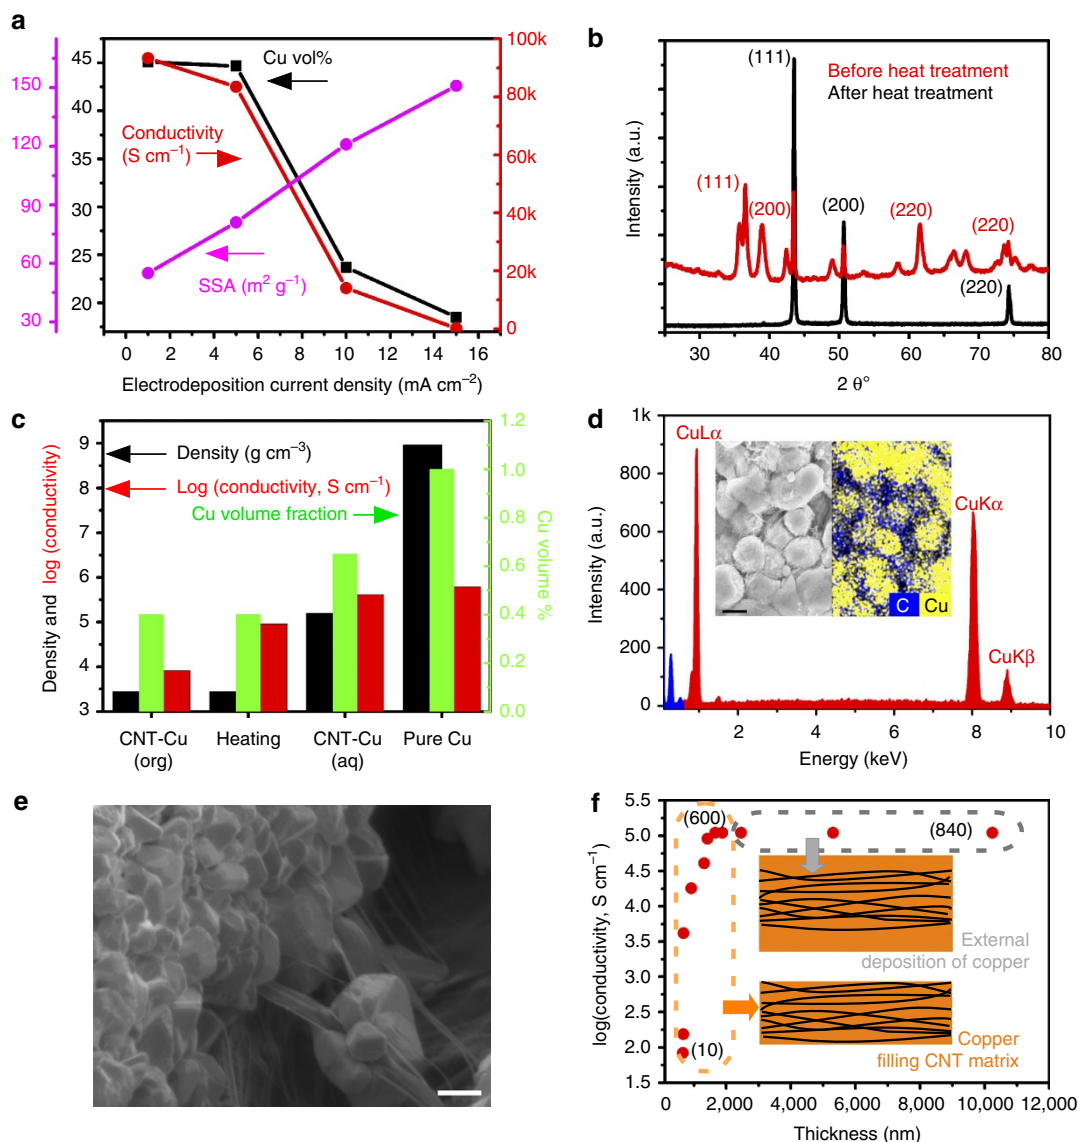 a
Cu vol%
Conductivity
(S cm⁻¹)
SSA (m² g⁻¹)
150
120
90
60
30
45
40
35
30
25
20
100k
80k
60k
40k
20k
0
0 2 4 6 8 10 12 14 16
Electrodeposition current density (mA cm⁻²)
b
(111)
Before heat treatment
After heat treatment
(111)
(200)
(200)
(220)
(220)
(220)
Intensity (a.u.)
30 40 50 60 70 80
2 θ°
c
Density (g cm⁻³)
Log (conductivity, S cm⁻¹)
Cu volume fraction
Density and log (conductivity)
9
8
7
6
5
4
3
1.2
1.0
0.8
0.6
0.4
0.2
0.0
Cu volume %
CNT-Cu
(org)
Heating
CNT-Cu
(aq)
Pure Cu
d
1k
800
600
400
200
0
Intensity (a.u.)
CuLα
CuKα
CuKβ
C Cu
2 4 6 8 10
Energy (keV)
e
f
5.5
5.0
4.5
4.0
3.5
3.0
2.5
2.0
1.5
log(conductivity, S cm⁻¹)
(600)
(840)
(10)
External
deposition of copper
Copper
filling CNT matrix
0 2,000 4,000 6,000 8,000 10,000 12,000
Thickness (nm)